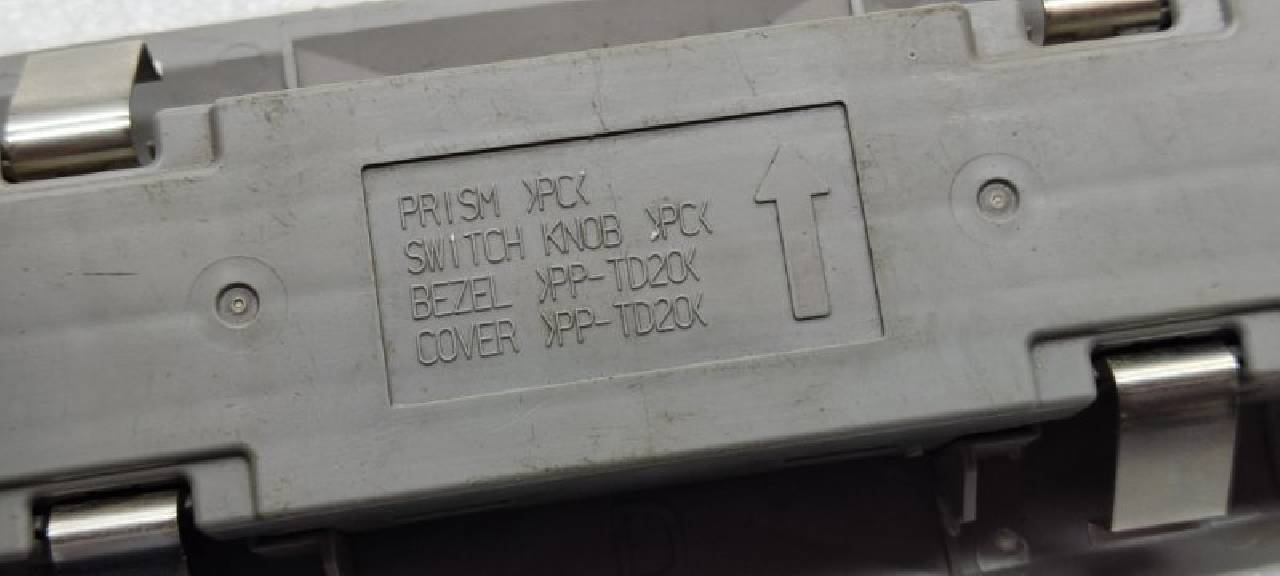 PRISM >PC<
SWITCH KNOB >PC<
BEZEL >PP-TD20<
COVER >PP-TD20<